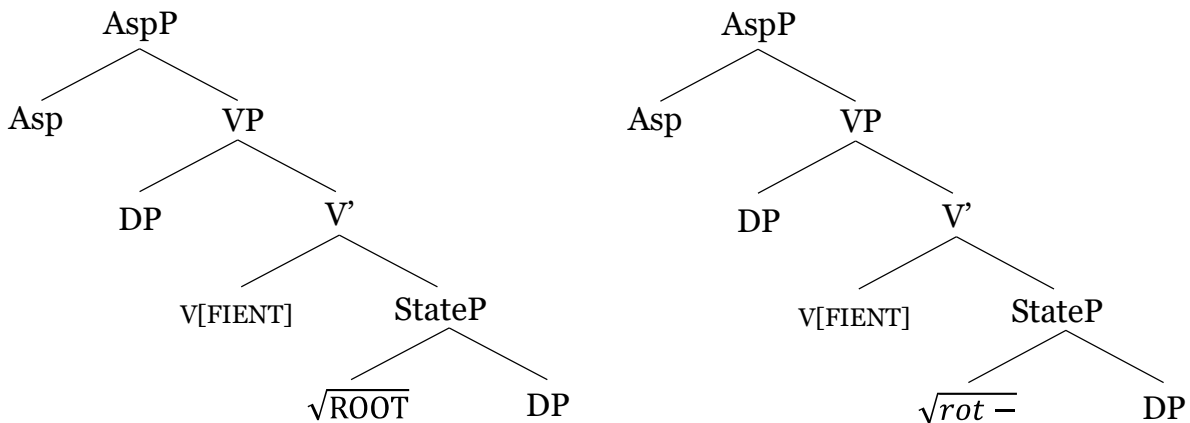 AspP AspP
Asp VP Asp VP
DP V’ DP V’
V[FIENT] StateP V[FIENT] StateP
√ROOT DP √rot − DP